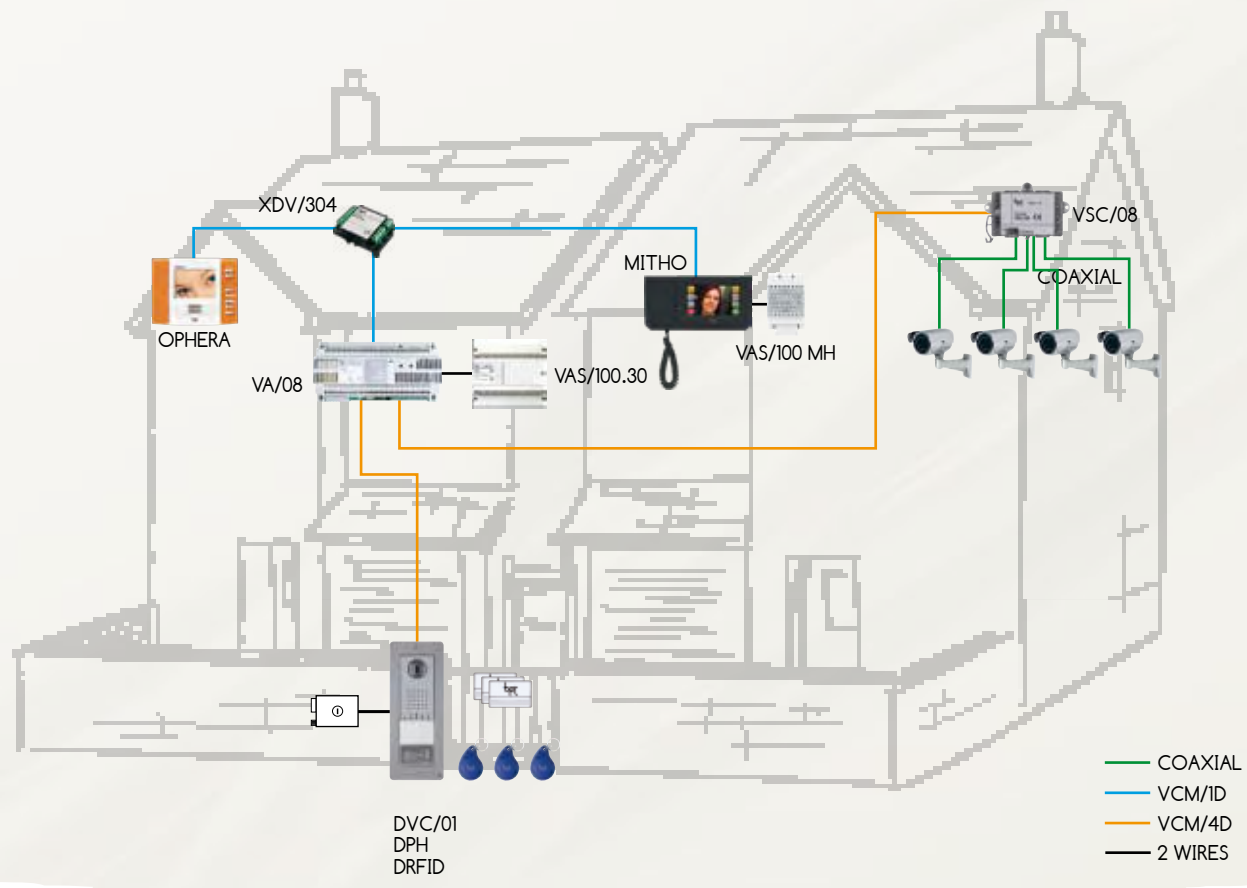 XDV/304
VSC/08
MITHO
COAXIAL
OPHERA
VAS/100 MH
VA/08
VAS/100.30
bpt
DVC/01
DPH
DRFID
COAXIAL
VCM/1D
VCM/4D
2 WIRES